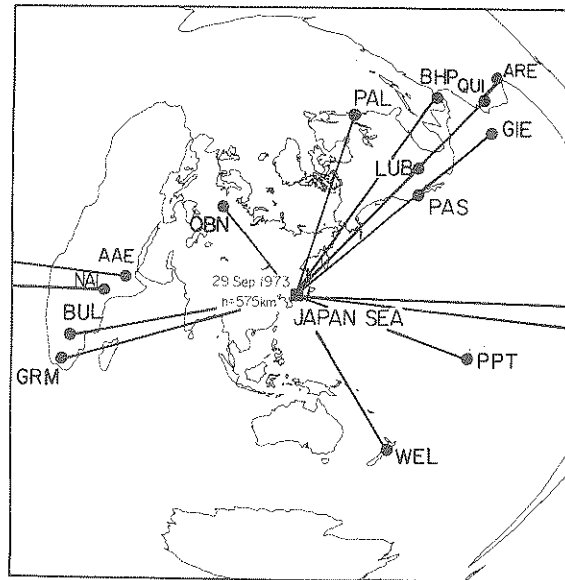 ARE
BHP
QUI
PAL
GIE
LUB
PAS
OBN
AAE
29 Sep 1973
NAI
h=575km
BUL
JAPAN SEA
GRM
PPT
WEL